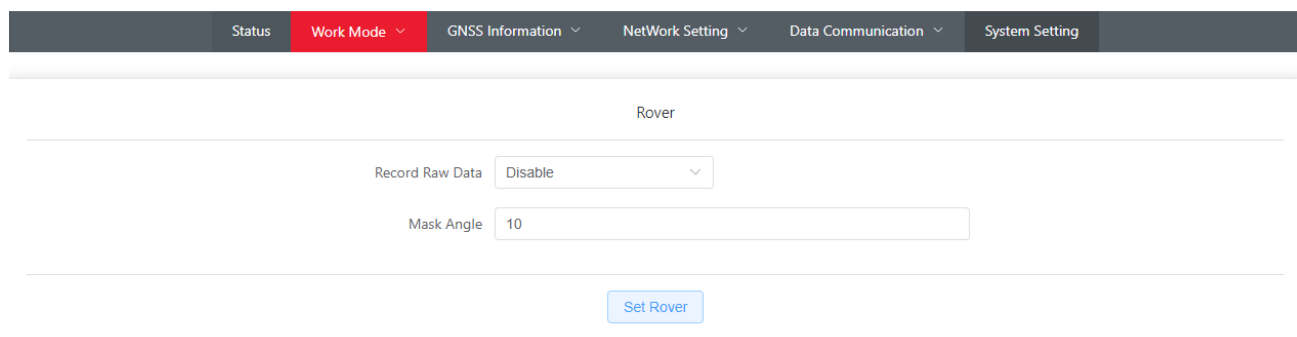 Status Work Mode GNSS Information NetWork Setting Data Communication System Setting
Rover
Record Raw Data Disable
Mask Angle 10
Set Rover